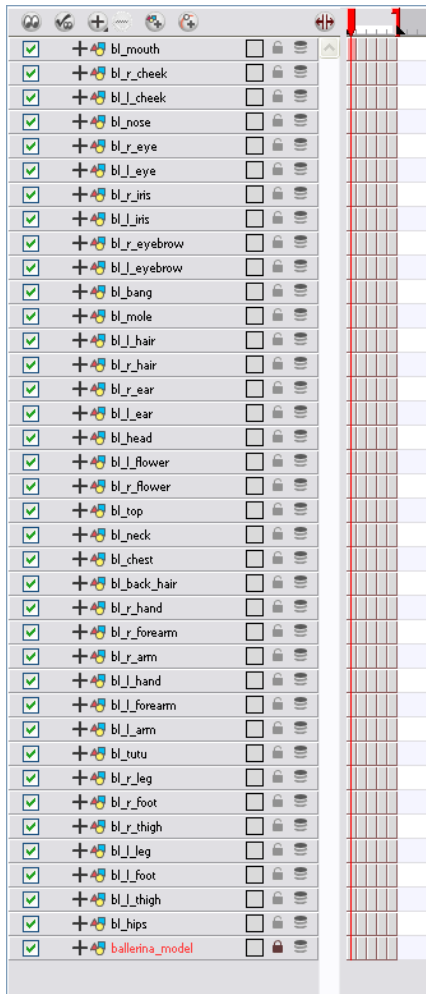 bl_mouth
bl_r_cheek
bl_l_cheek
bl_nose
bl_r_eye
bl_l_eye
bl_r_iris
bl_l_iris
bl_r_eyebrow
bl_l_eyebrow
bl_bang
bl_mole
bl_l_hair
bl_r_hair
bl_r_ear
bl_l_ear
bl_head
bl_l_flower
bl_r_flower
bl_top
bl_neck
bl_chest
bl_back_hair
bl_r_hand
bl_r_forearm
bl_r_arm
bl_l_hand
bl_l_forearm
bl_l_arm
bl_tutu
bl_r_leg
bl_r_foot
bl_r_thigh
bl_l_leg
bl_l_foot
bl_l_thigh
bl_hips
ballerina_model